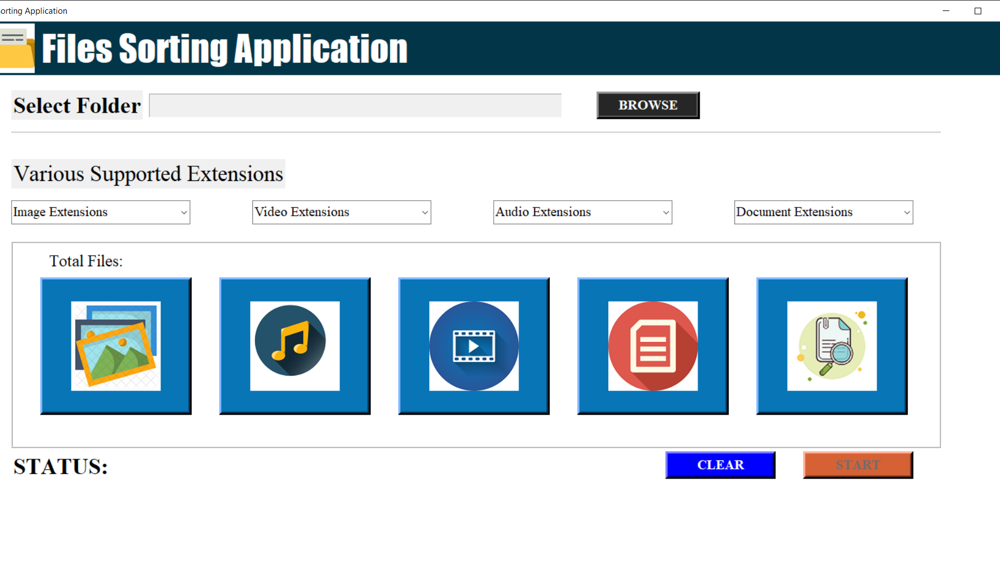 orting Application
Files Sorting Application
Select Folder
BROWSE
Various Supported Extensions
Image Extensions
Video Extensions
Audio Extensions
Document Extensions
Total Files:
STATUS:
CLEAR
START